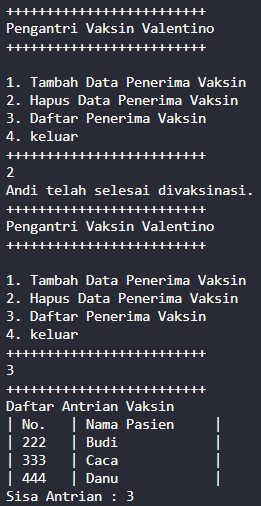 +++++++++++++++++++++++++
Pengantri Vaksin Valentino
+++++++++++++++++++++++++
1. Tambah Data Penerima Vaksin
2. Hapus Data Penerima Vaksin
3. Daftar Penerima Vaksin
4. keluar
+++++++++++++++++++++++++
2
Andi telah selesai divaksinasi.
+++++++++++++++++++++++++
Pengantri Vaksin Valentino
+++++++++++++++++++++++++
1. Tambah Data Penerima Vaksin
2. Hapus Data Penerima Vaksin
3. Daftar Penerima Vaksin
4. keluar
+++++++++++++++++++++++++
3
+++++++++++++++++++++++++
Daftar Antrian Vaksin
| No.   | Nama Pasien     |
| 222   | Budi            |
| 333   | Caca            |
| 444   | Danu            |
Sisa Antrian : 3